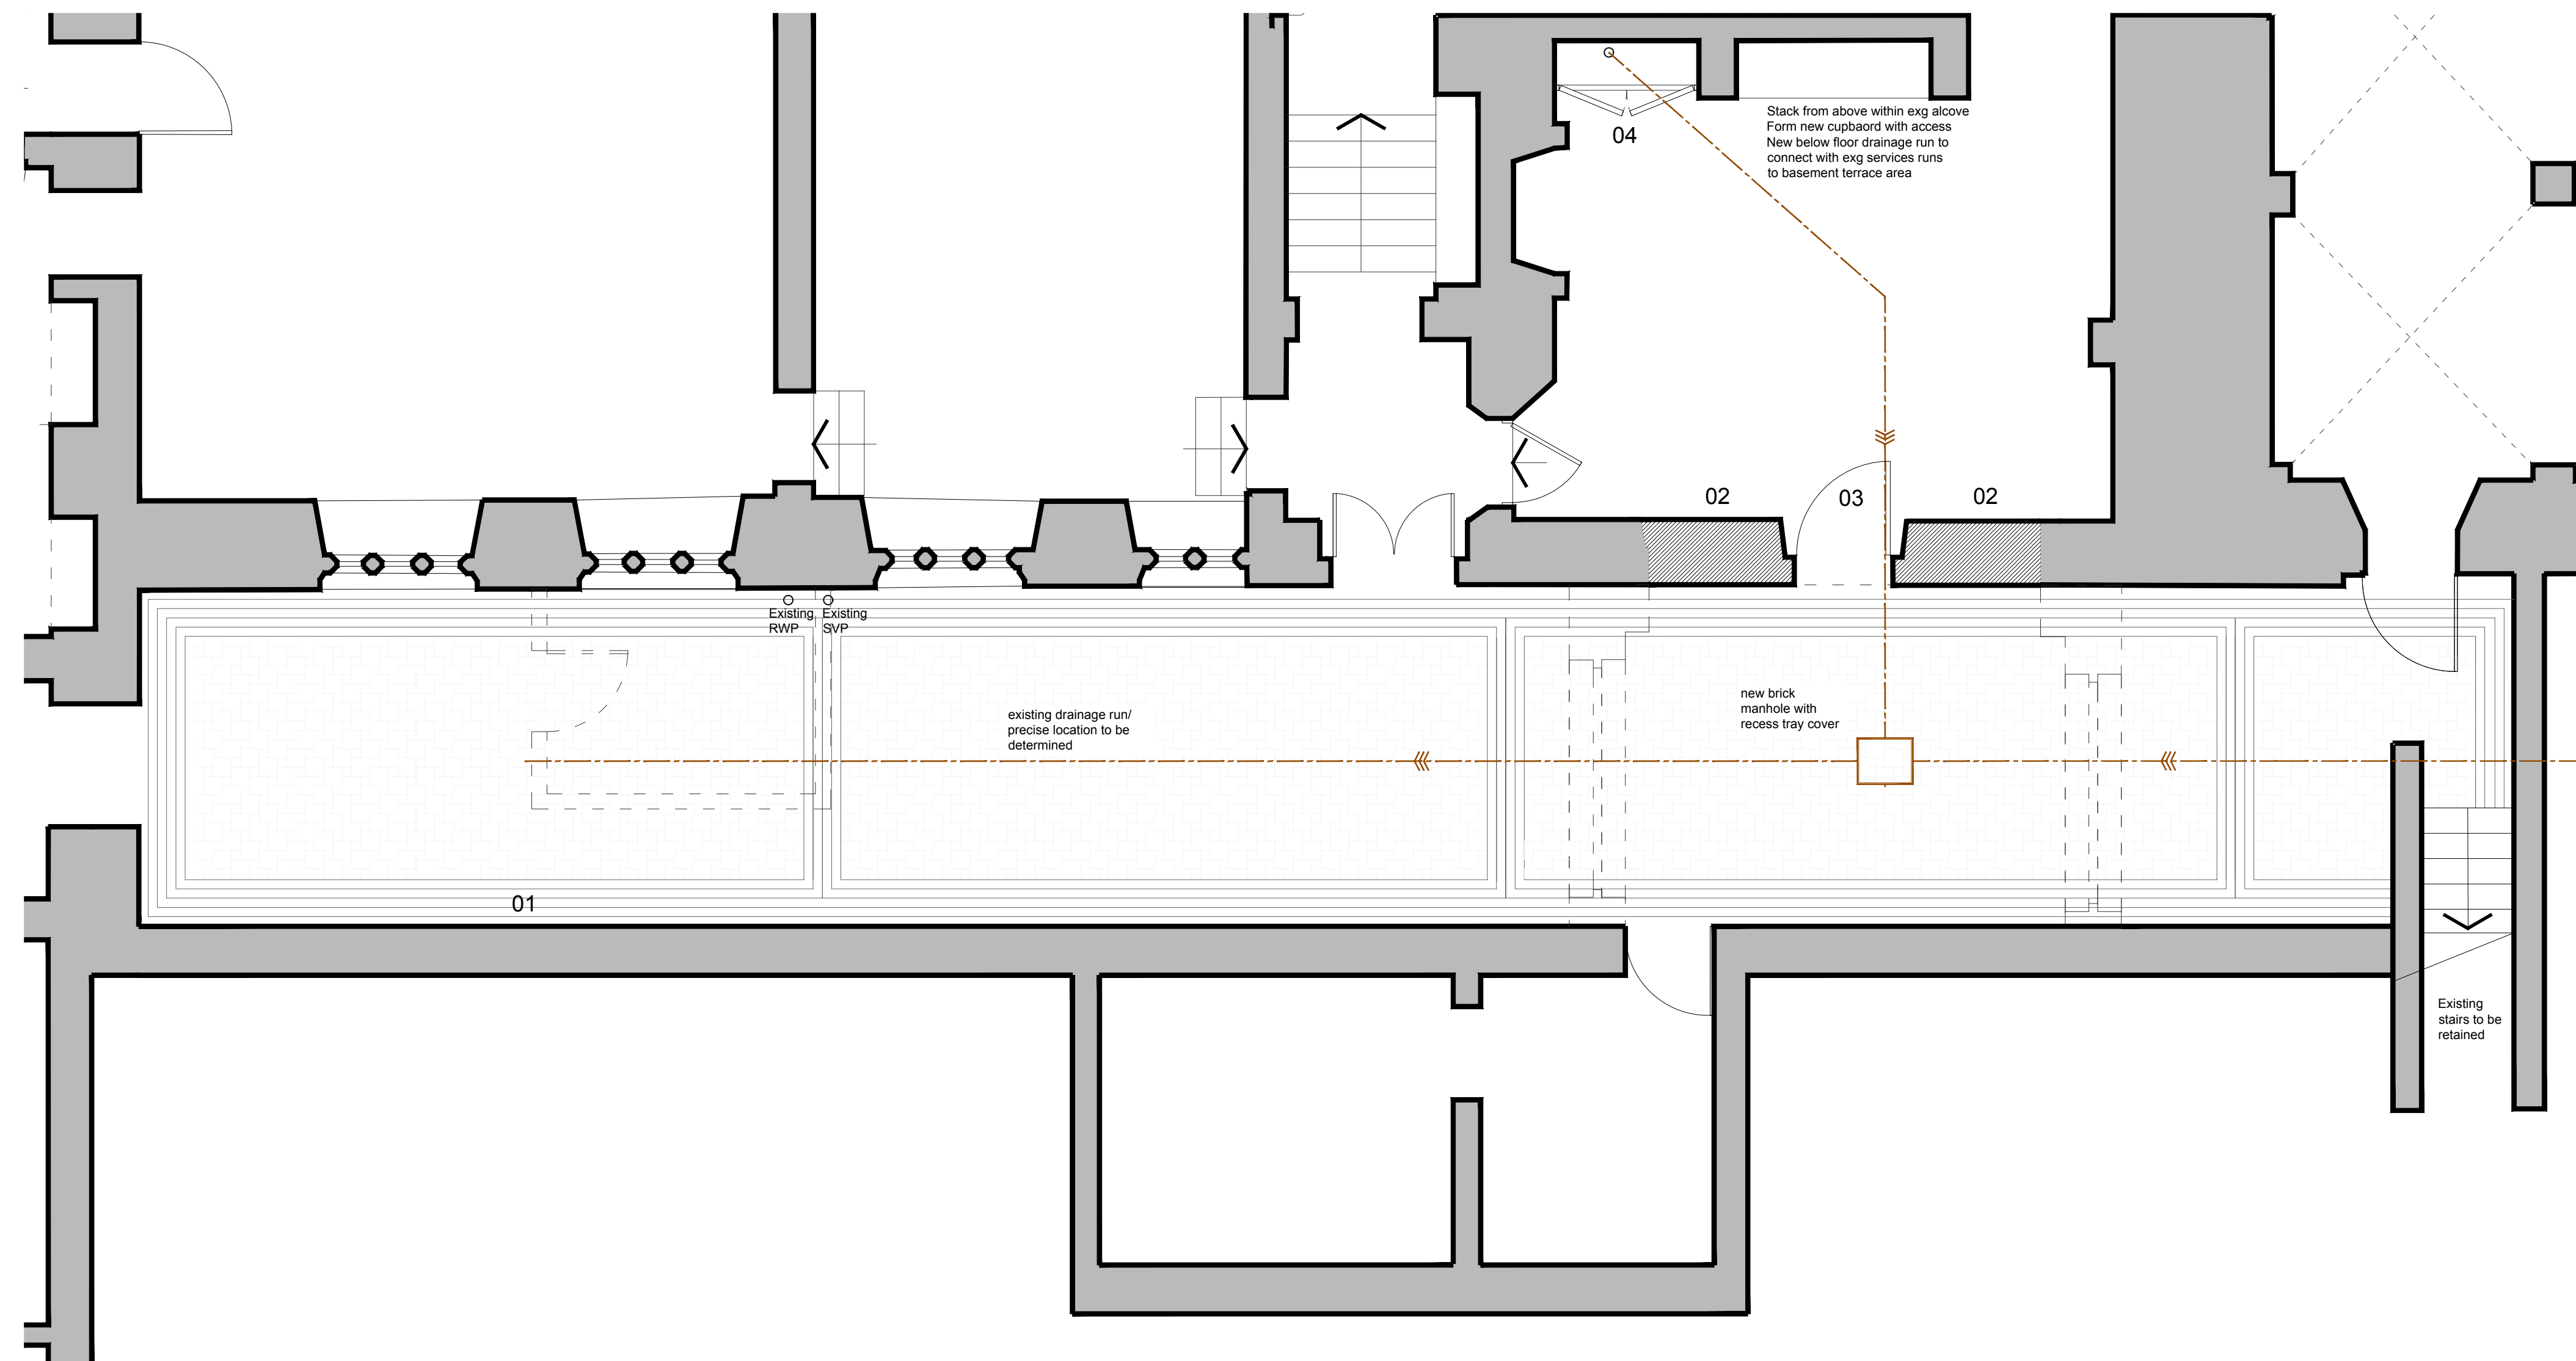 Stack from above within exg alcove
Form new cupbaord with access
New below floor drainage run to
connect with exg services runs
to basement terrace area
04
02
03
02
Existing
RWP
Existing
SVP
new brick
manhole with
recess tray cover
existing drainage run/
precise location to be
determined
01
Existing
stairs to be
retained